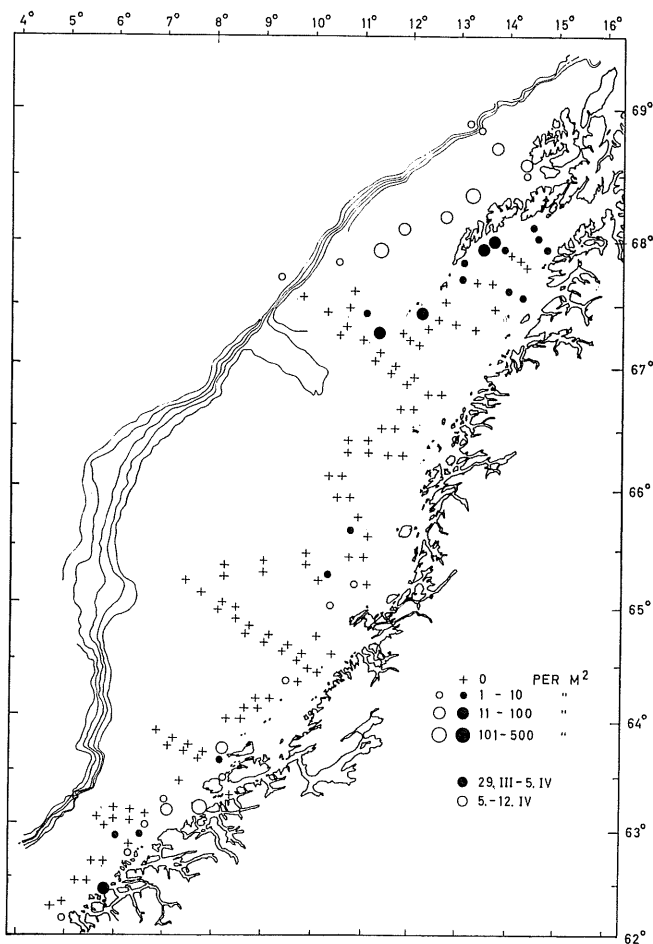 4° 5° 6° 7° 8° 9° 10° 11° 12° 13° 14° 15° 16°
69°
68°
67°
66°
65°
64°
63°
62°
+ 0 PER M²
1 - 10 "
11 - 100 "
101 - 500 "
29. III - 5. IV
5. - 12. IV